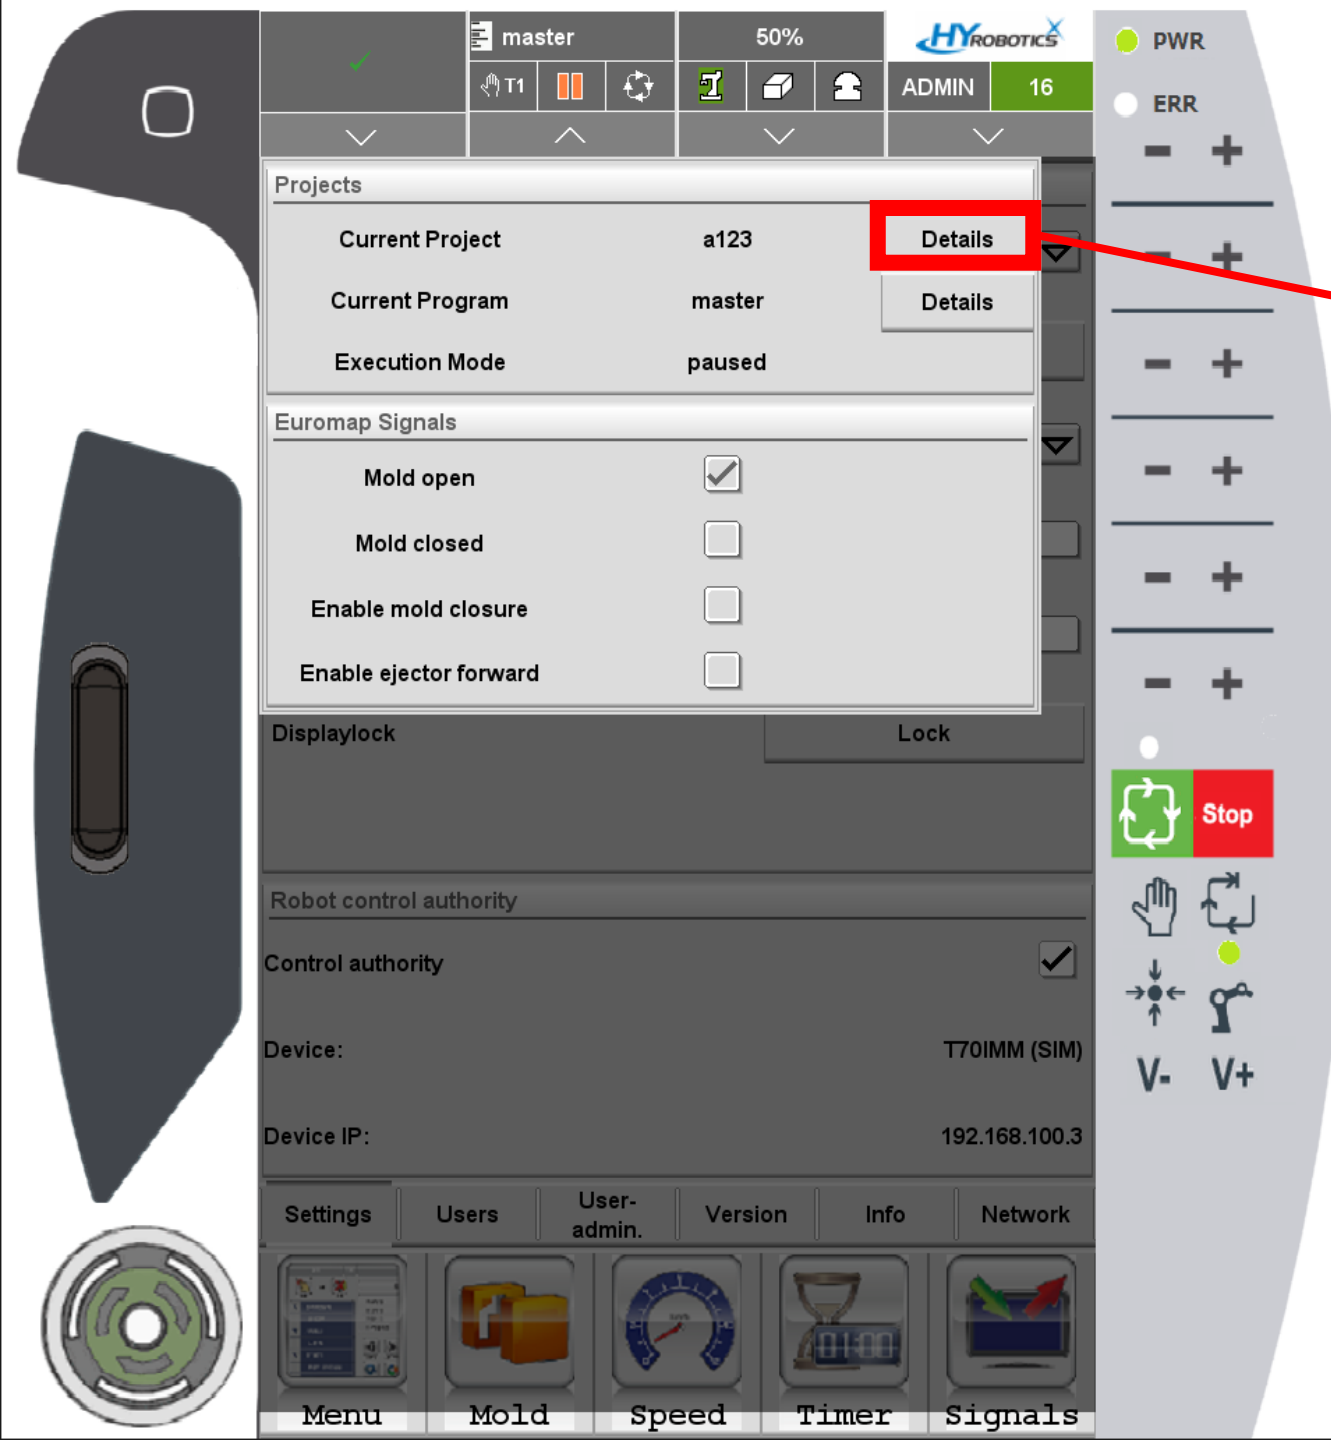 master
50%
HYROBOTICS
PWR
T1
ADMIN
16
ERR
Projects
Current Project
a123
Details
Current Program
master
Details
Execution Mode
paused
Euromap Signals
Mold open
Mold closed
Enable mold closure
Enable ejector forward
Displaylock
Lock
Stop
Robot control authority
Control authority
Device:
T70IMM (SIM)
V-
V+
Device IP:
192.168.100.3
Settings
Users
User-
admin.
Version
Info
Network
01:00
Menu
Mold
Speed
Timer
Signals